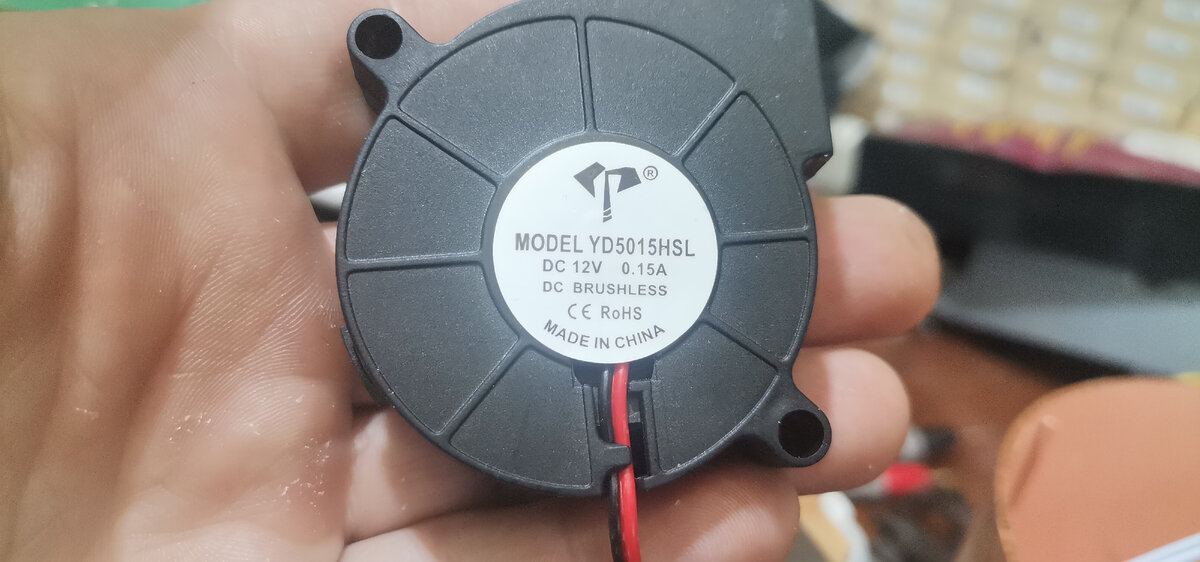 ®
MODEL YD5015HSL
DC 12V 0.15A
DC BRUSHLESS
CE RoHS
MADE IN CHINA